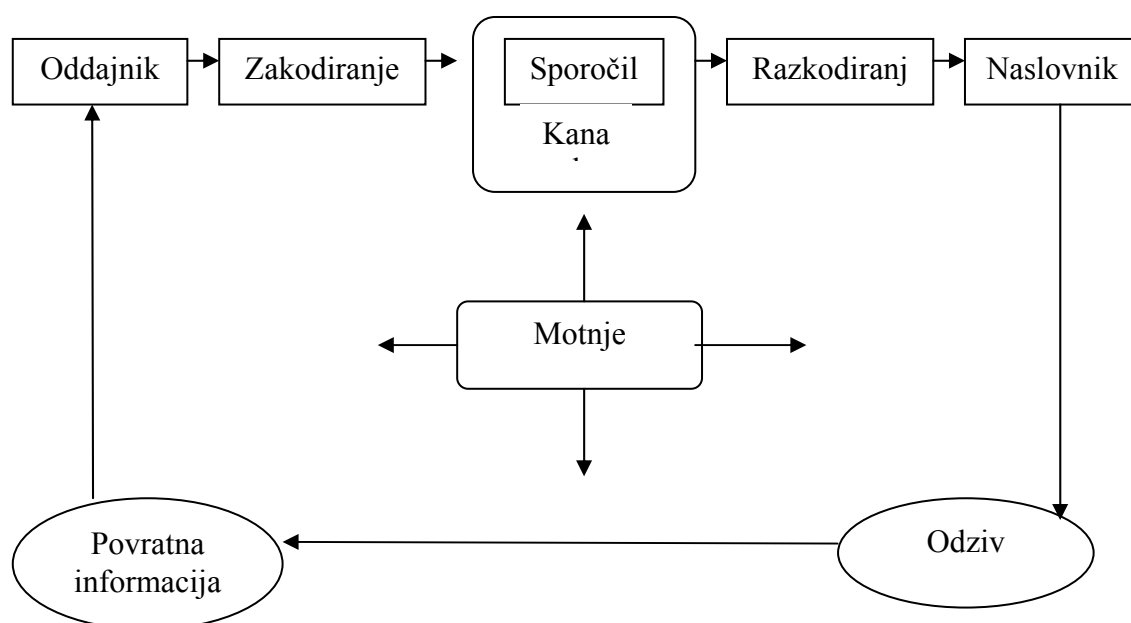 Oddajnik
Zakodiranje
Sporočil
Kana
Razkodiranj
Naslovnik
Motnje
Povratna
informacija
Odziv